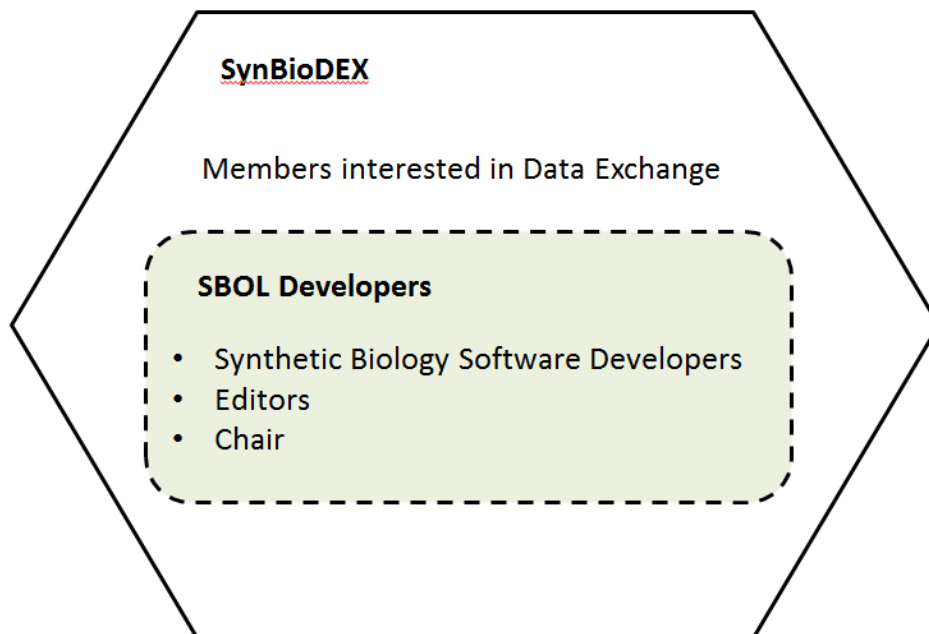 SynBioDEX
Members interested in Data Exchange
SBOL Developers
• Synthetic Biology Software Developers
• Editors
• Chair